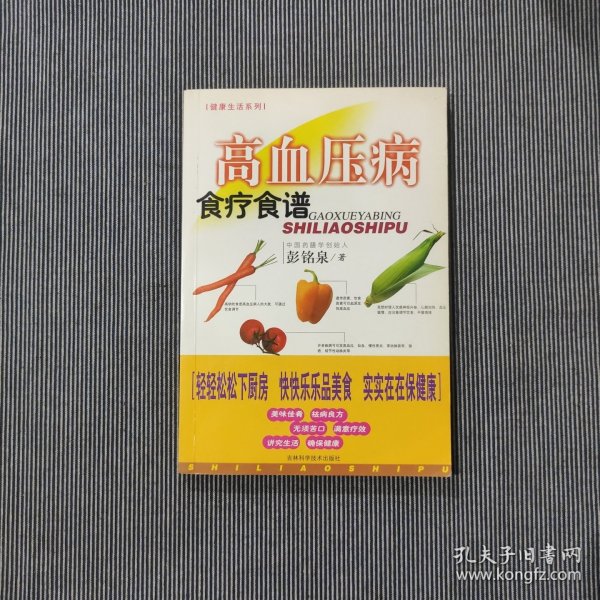 [健康生活系列]
高血压病
食疗食谱
GAOXUEYABING
SHILIAOSHIPU
中国药膳学创始人
彭铭泉/著
[轻轻松松下厨房 快快乐乐品美食 实实在在保健康]
美味佳肴 祛病良方
无须苦口 满意疗效
讲究生活 确保健康
吉林科学技术出版社
SHILIAOSHIPU
孔夫子旧书网
www.kongfz.com